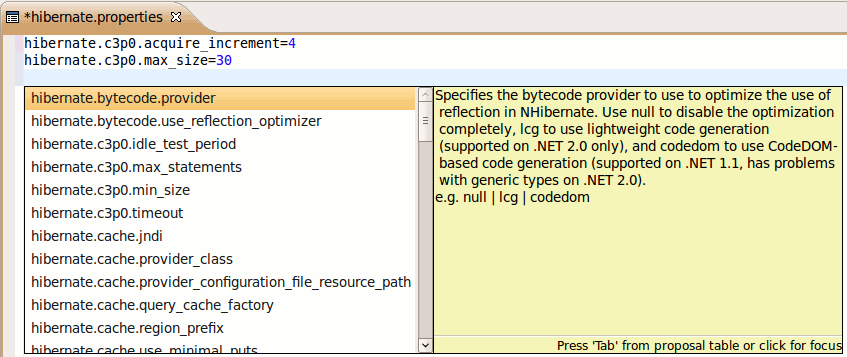 *hibernate.properties
hibernate.c3p0.acquire_increment=4
hibernate.c3p0.max_size=30
hibernate.bytecode.provider
hibernate.bytecode.use_reflection_optimizer
hibernate.c3p0.idle_test_period
hibernate.c3p0.max_statements
hibernate.c3p0.min_size
hibernate.c3p0.timeout
hibernate.cache.jndi
hibernate.cache.provider_class
hibernate.cache.provider_configuration_file_resource_path
hibernate.cache.query_cache_factory
hibernate.cache.region_prefix
hibernate.cache.use_minimal_puts
Specifies the bytecode provider to use to optimize the use of
reflection in NHibernate. Use null to disable the optimization
completely, lcg to use lightweight code generation
(supported on .NET 2.0 only), and codedom to use CodeDOM-
based code generation (supported on .NET 1.1, has problems
with generic types on .NET 2.0).
e.g. null | lcg | codedom
Press 'Tab' from proposal table or click for focus